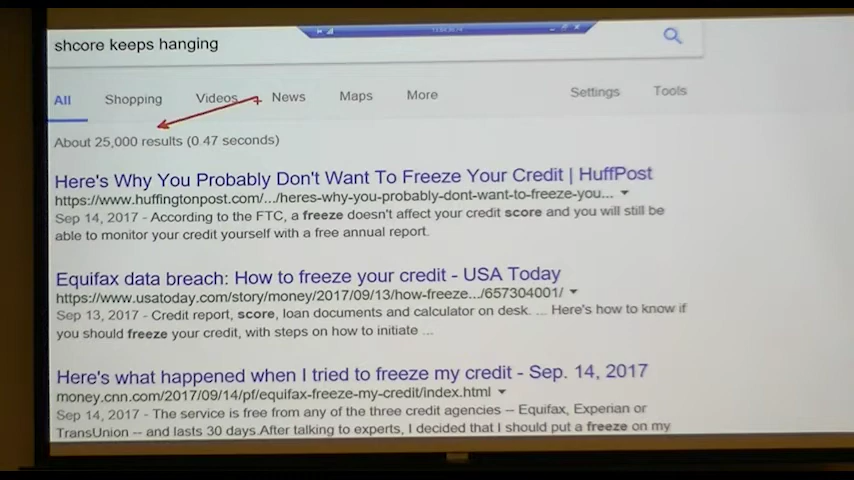 shcore keeps hanging
All Shopping Videos News Maps More Settings Tools
About 25,000 results (0.47 seconds)
Here's Why You Probably Don't Want To Freeze Your Credit | HuffPost
https://www.huffingtonpost.com/.../heres-why-you-probably-dont-want-to-freeze-you...
Sep 14, 2017 - According to the FTC, a freeze doesn't affect your credit score and you will still be
able to monitor your credit yourself with a free annual report.
Equifax data breach: How to freeze your credit - USA Today
https://www.usatoday.com/story/money/2017/09/13/how-freeze.../657304001/
Sep 13, 2017 - Credit report, score, loan documents and calculator on desk. ... Here's how to know if
you should freeze your credit, with steps on how to initiate ...
Here's what happened when I tried to freeze my credit - Sep. 14, 2017
money.cnn.com/2017/09/14/pf/equifax-freeze-my-credit/index.html
Sep 14, 2017 - The service is free from any of the three credit agencies -- Equifax, Experian or
TransUnion -- and lasts 30 days.After talking to experts, I decided that I should put a freeze on my